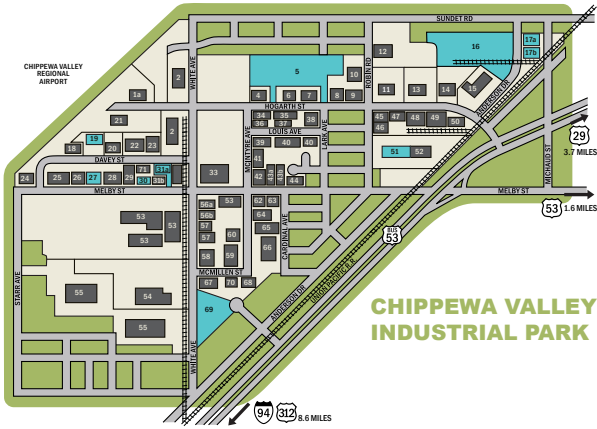 SUNDET RD
17a
17b
12
16
CHIPPEWA VALLEY
REGIONAL
AIRPORT
WHITE AVE
ROBIN RD
2
5
10
1a
4
6
7
8
9
11
13
14
15
ANDERSON DR
HOGARTH ST
21
2
34
35
36
37
38
45
47
48
49
50
46
LOUIS AVE
19
18
20
22
23
MCINTYRE AVE
39
40
40
LARK AVE
MICHAUD ST
29
3.7 MILES
DAVEY ST
41
51
52
24
25
26
27
28
29
71
30
31a
31b
33
42
43a
43b
44
MELBY ST
MELBY ST
53
1.6 MILES
53
53
53
56a
56b
57
57
58
59
53
60
62
63
64
65
66
CARDINAL AVE
BUS
53
MCMILLEN ST
67
70
68
STARR AVE
55
54
55
69
WHITE AVE
ANDERSON DR
UNION PACIFIC R.R.
CHIPPEWA VALLEY
INDUSTRIAL PARK
94
312
8.6 MILES